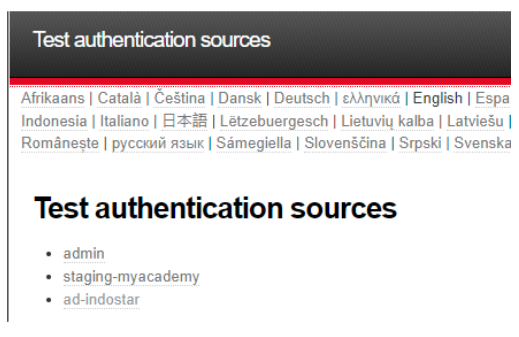 Test authentication sources
Afrikaans | Català | Čeština | Dansk | Deutsch | ελληνικά | English | Espa
Indonesia | Italiano | 日本語 | Lëtzebuergesch | Lietuvių kalba | Latviešu |
Românește | русский язык | Sámegiella | Slovenščina | Srpski | Svenska
Test authentication sources
• admin
• staging-myacademy
• ad-indostar